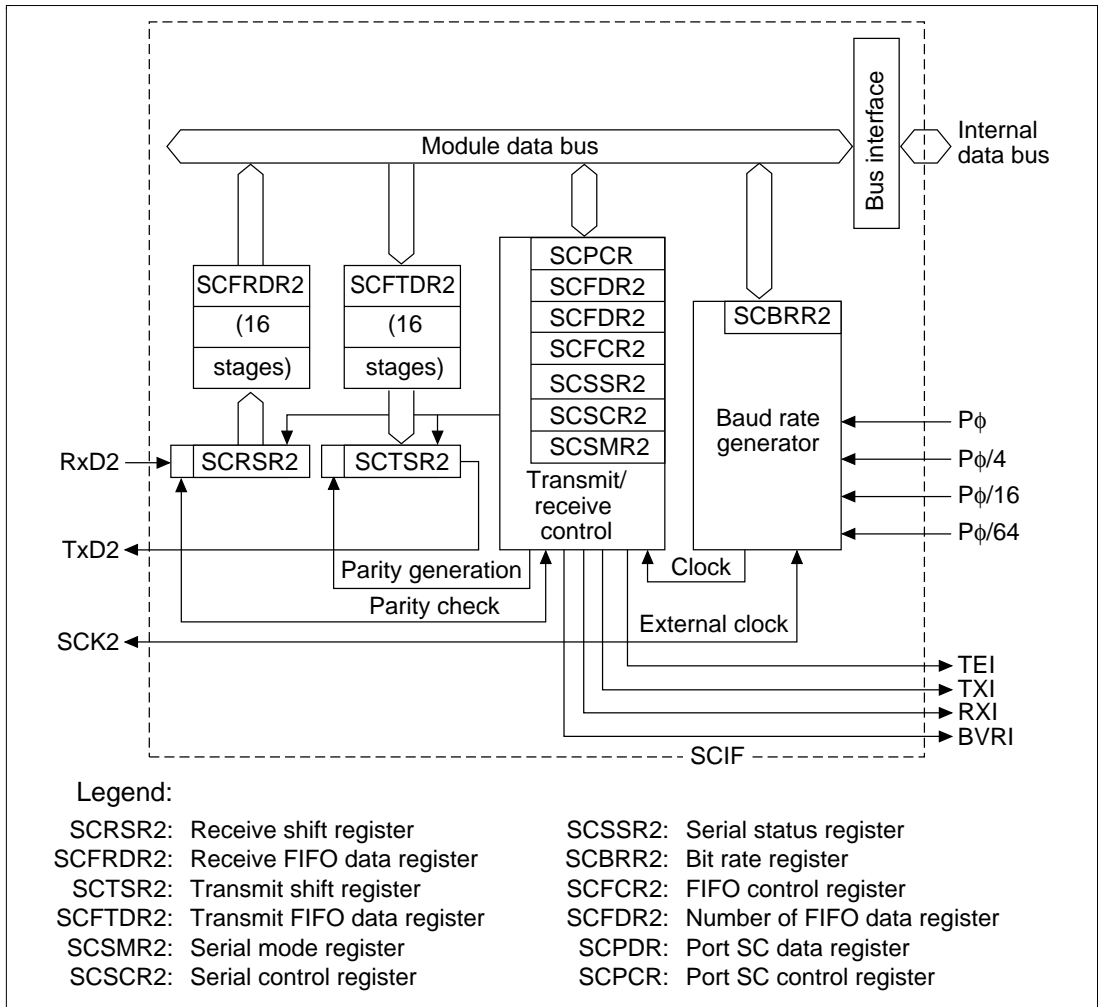 Bus interface
Module data bus
Internal
data bus
SCFRDR2
(16
stages)
SCFTDR2
(16
stages)
SCPCR
SCFDR2
SCFDR2
SCFCR2
SCSSR2
SCSCR2
SCSMR2
Transmit/
receive
control
SCBRR2
Baud rate
generator
Pϕ
Pϕ/4
Pϕ/16
Pϕ/64
RxD2
SCRSR2
SCTSR2
TxD2
Parity generation
Clock
Parity check
SCK2
External clock
TEI
TXI
RXI
BVRI
SCIF
Legend:
SCRSR2: Receive shift register
SCFRDR2: Receive FIFO data register
SCTSR2: Transmit shift register
SCFTDR2: Transmit FIFO data register
SCSMR2: Serial mode register
SCSCR2: Serial control register
SCSSR2: Serial status register
SCBRR2: Bit rate register
SCFCR2: FIFO control register
SCFDR2: Number of FIFO data register
SCPDR: Port SC data register
SCPCR: Port SC control register